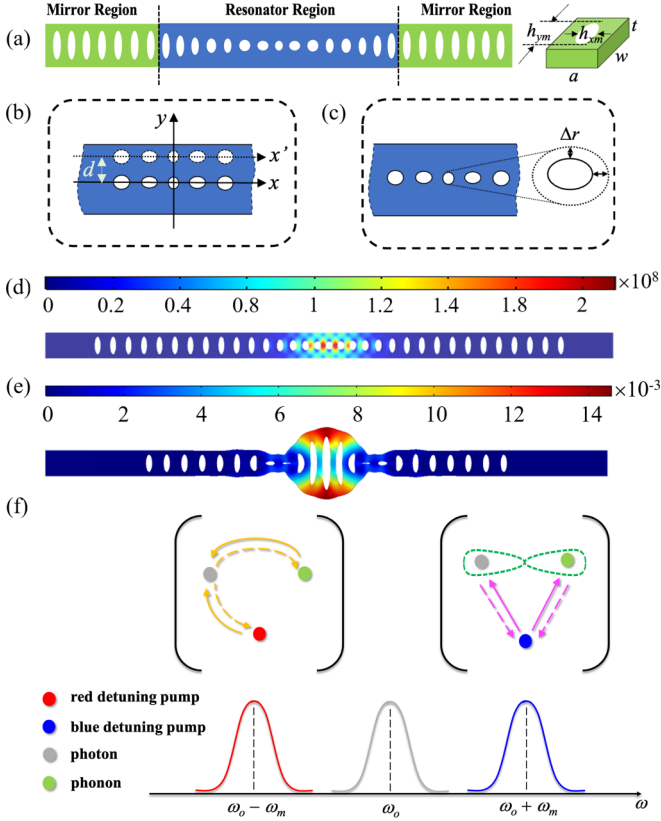 Mirror Region Resonator Region Mirror Region
(a)
h_ym h_xm t
w
a
(b) y (c)
Δr
x'
d
x
(d)
×10^8
0 0.2 0.4 0.6 0.8 1 1.2 1.4 1.6 1.8 2
(e)
×10^-3
0 2 4 6 8 10 12 14
(f)
red detuning pump
blue detuning pump
photon
phonon
ω_o − ω_m ω_o ω_o + ω_m ω